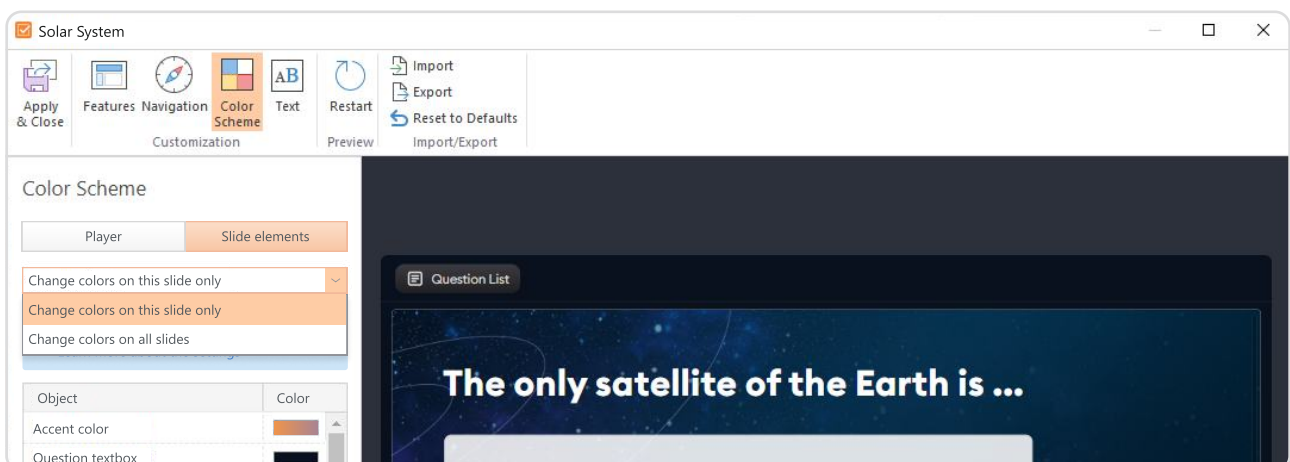 Solar System
Apply
& Close
Features
Navigation
Color
Scheme
Text
Restart
Import
Export
Reset to Defaults
Customization
Preview
Import/Export
Color Scheme
Player
Slide elements
Change colors on this slide only
Change colors on this slide only
Change colors on all slides
Object
Color
Accent color
Question textbox
Question List
The only satellite of the Earth is ...